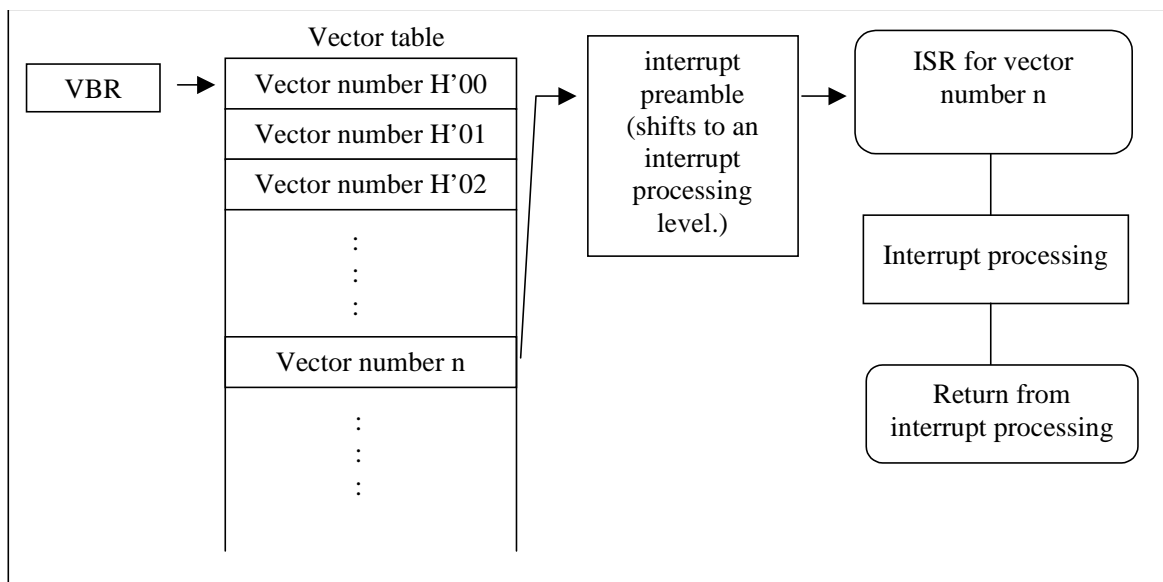 Vector table
VBR
Vector number H’00
Vector number H’01
Vector number H’02
Vector number n
interrupt
preamble
(shifts to an
interrupt
processing
level.)
ISR for vector
number n
Interrupt processing
Return from
interrupt processing